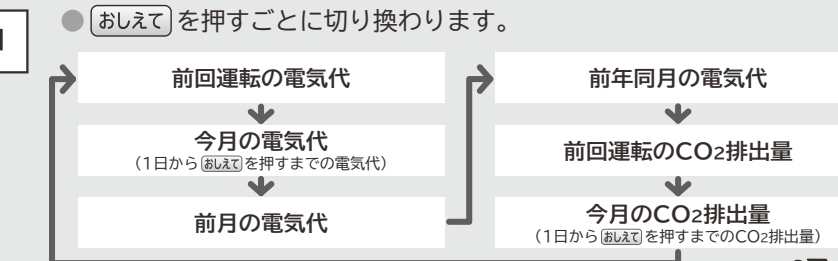 ● おしえて を押すごとに切り換わります。
前回運転の電気代
今月の電気代
(1日から おしえて を押すまでの電気代)
前月の電気代
前年同月の電気代
前回運転のCO2排出量
今月のCO2排出量
(1日から おしえて を押すまでのCO2排出量)